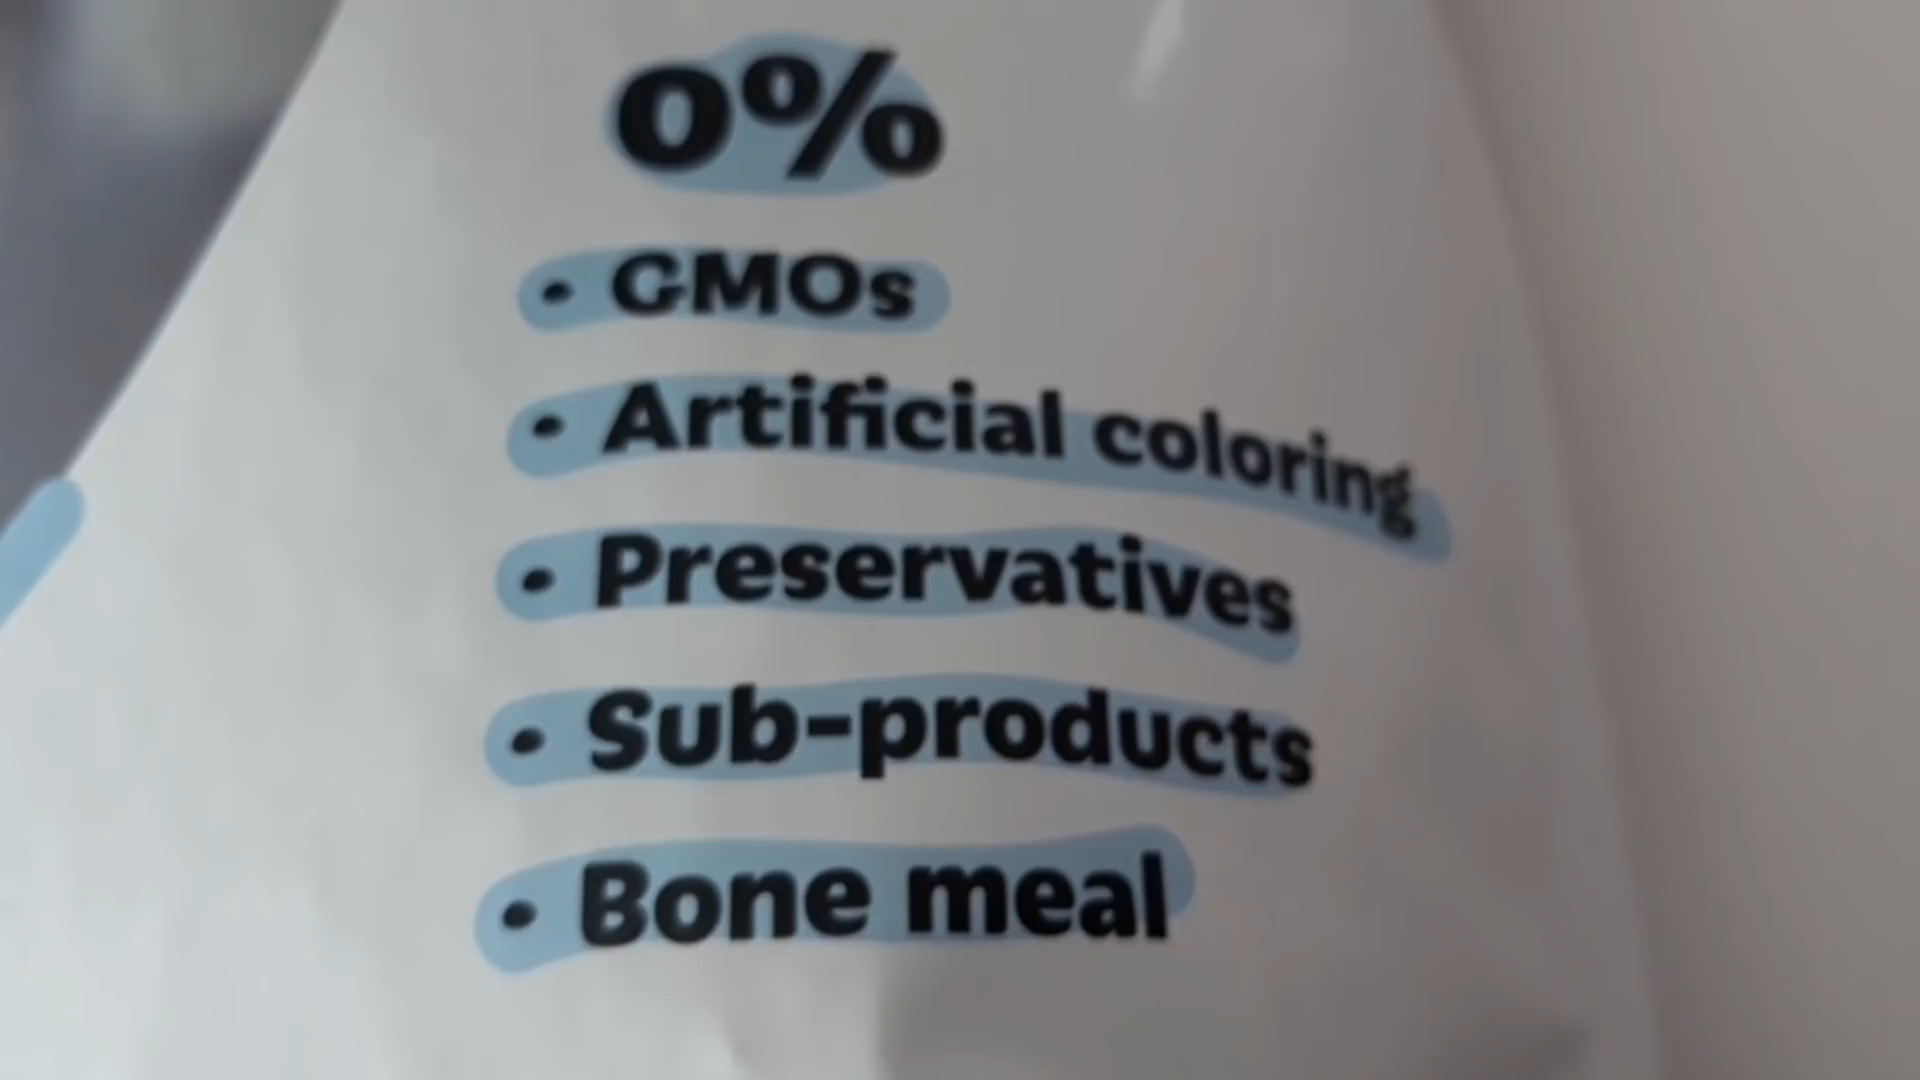 0%
• GMOs
• Artificial coloring
• Preservatives
• Sub-products
• Bone meal